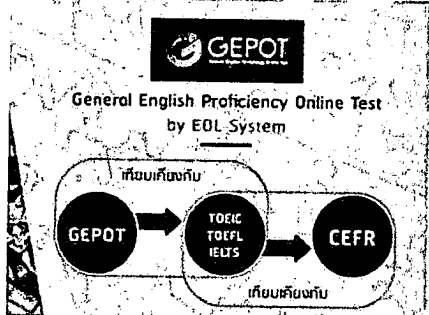 GEPOT
General English Proficiency Online Test
by EOL System
เทียบเคียงกับ
GEPOT
TOEIC
TOEFL
IELTS
CEFR
เทียบเคียงกับ